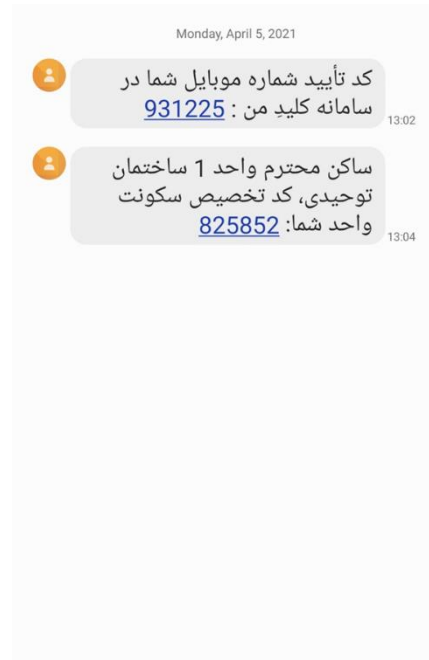 Monday, April 5, 2021
کد تأیید شماره موبایل شما در
سامانه کلیدِ من : 931225
13:02
ساکن محترم واحد 1 ساختمان
توحیدی، کد تخصیص سکونت
واحد شما: 825852
13:04